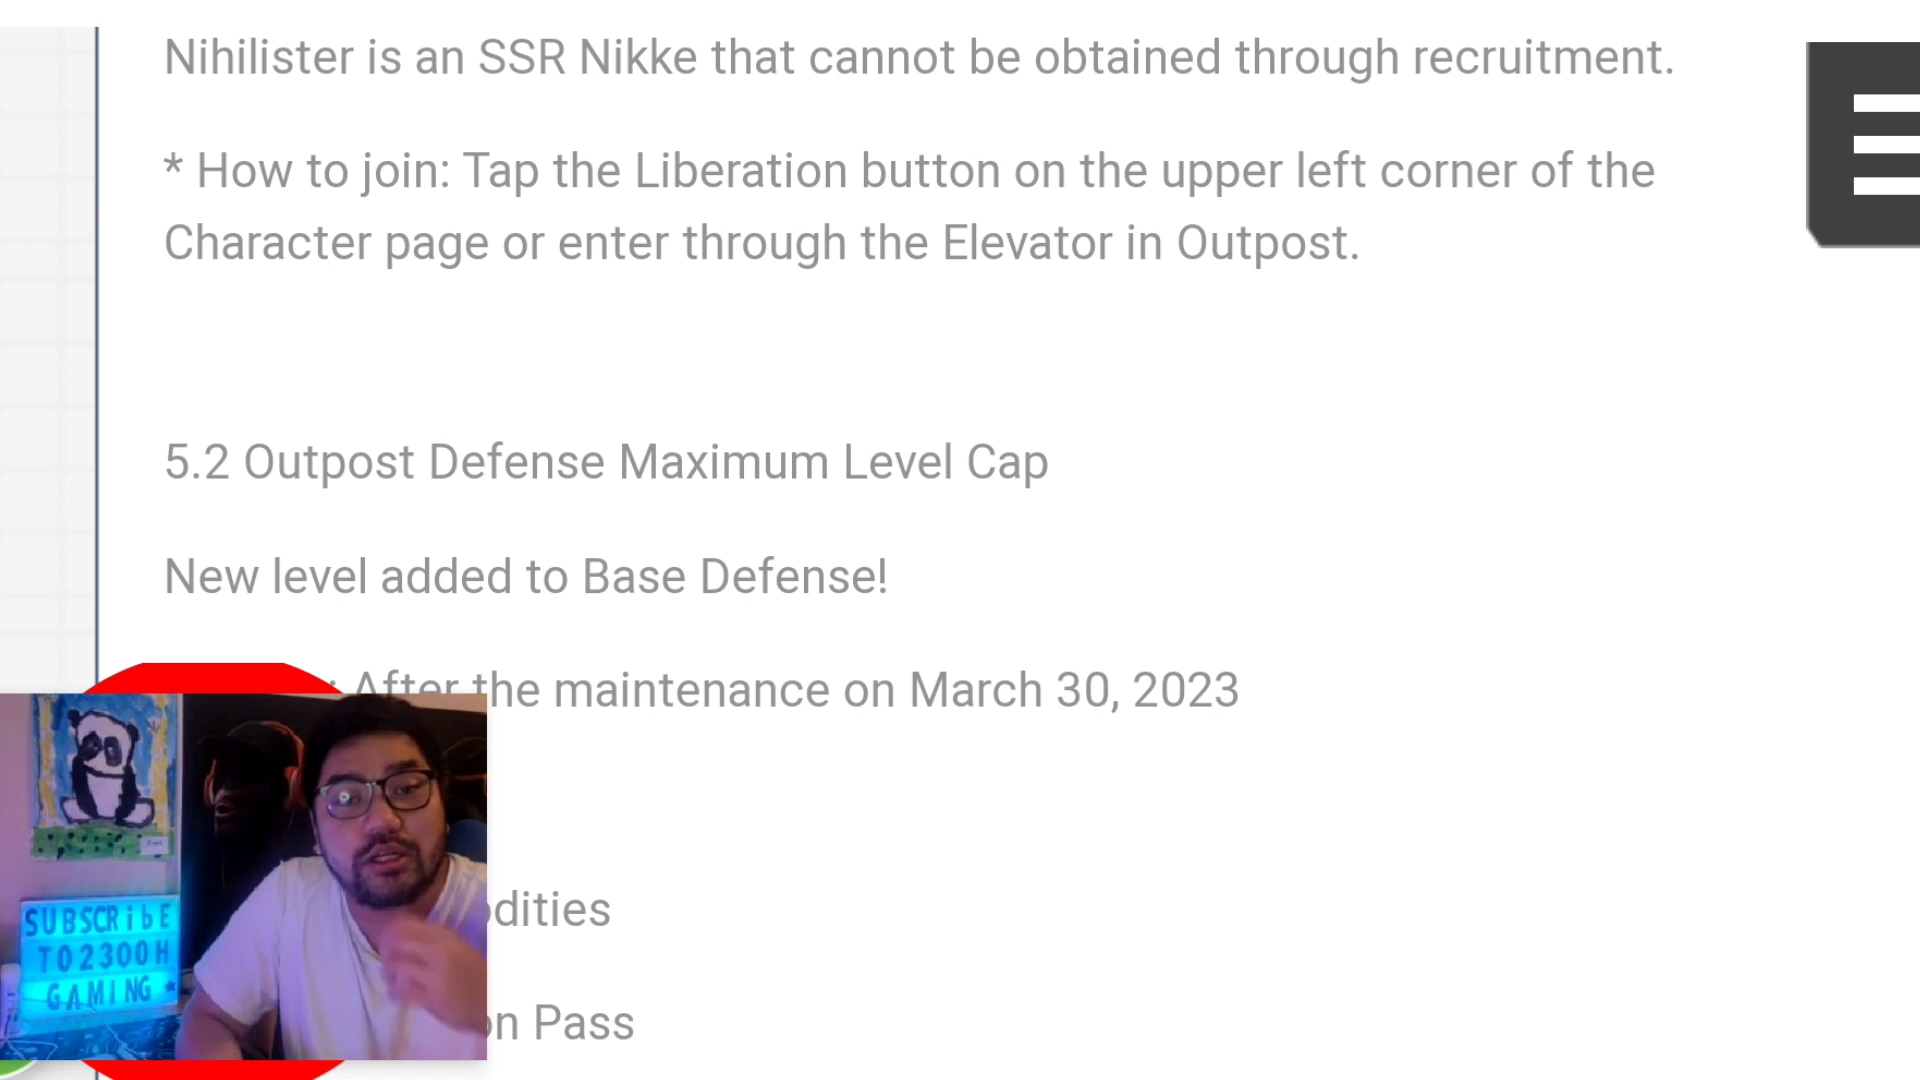 Nihilister is an SSR Nikke that cannot be obtained through recruitment.
* How to join: Tap the Liberation button on the upper left corner of the
Character page or enter through the Elevator in Outpost.
5.2 Outpost Defense Maximum Level Cap
New level added to Base Defense!
: After the maintenance on March 30, 2023
odities
on Pass
SUBSCRiBE
TO2300H
GAMING